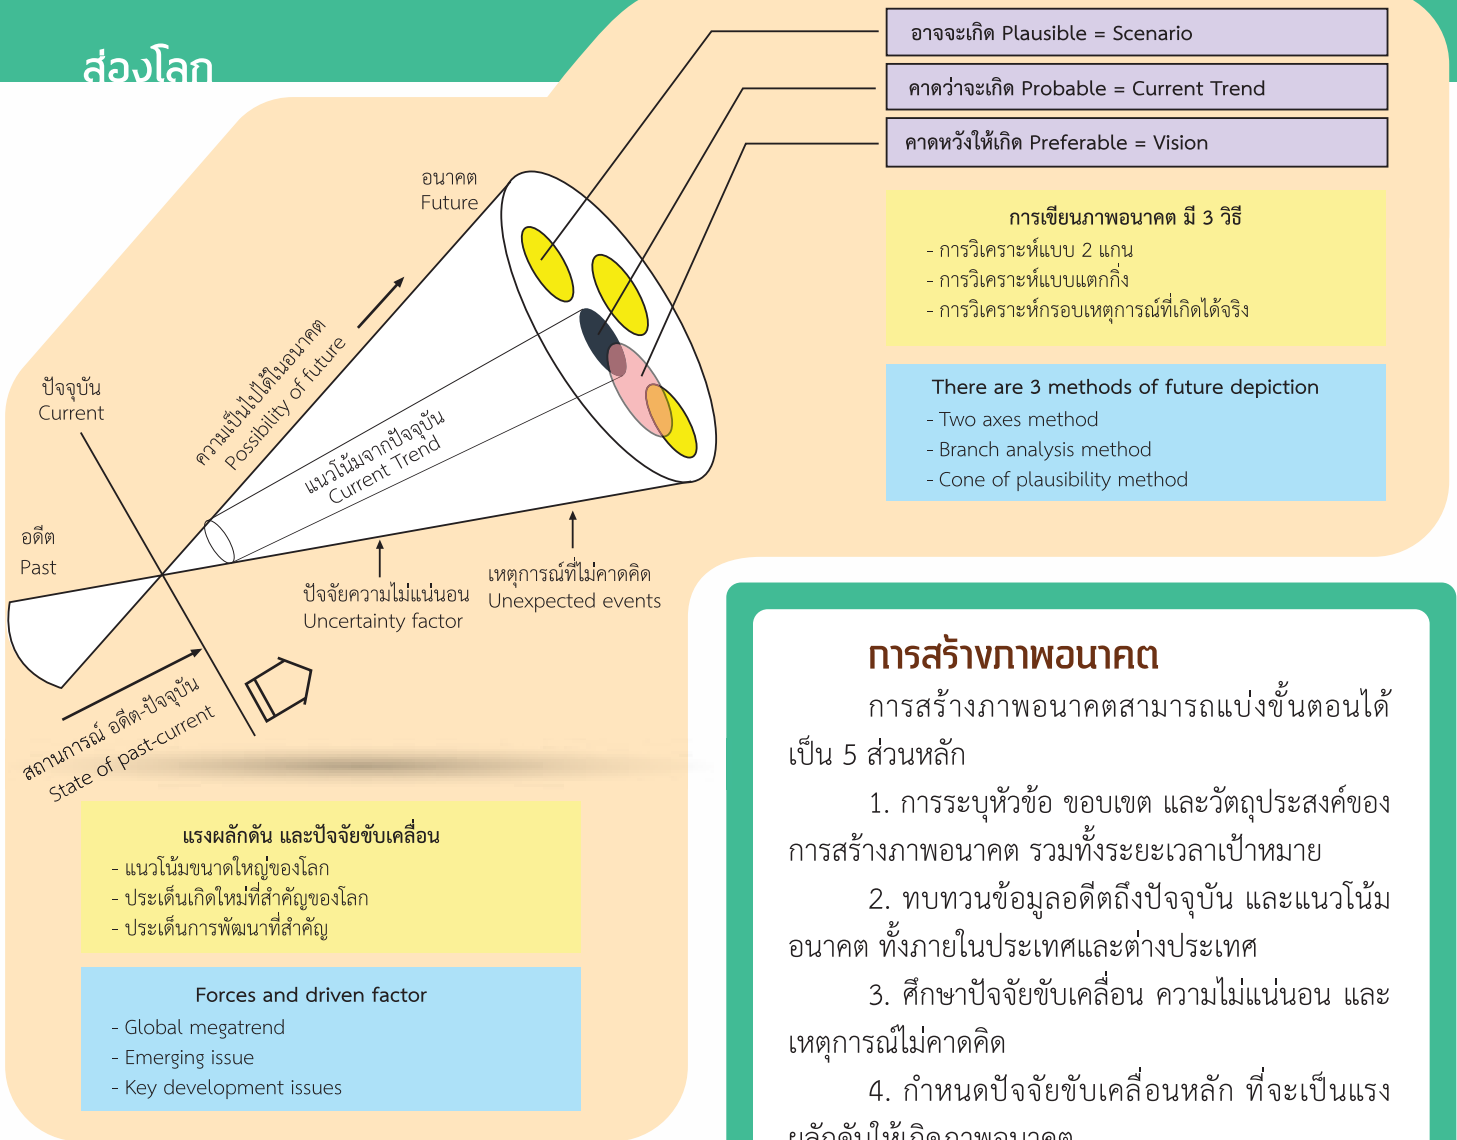 ส่องโลก
อาจจะเกิด Plausible = Scenario
คาดว่าจะเกิด Probable = Current Trend
คาดหวังให้เกิด Preferable = Vision
อนาคต
Future
ความเป็นไปได้ในอนาคต
Possibility of future
แนวโน้มจากปัจจุบัน
Current Trend
ปัจจุบัน
Current
อดีต
Past
ปัจจัยความไม่แน่นอน
Uncertainty factor
เหตุการณ์ที่ไม่คาดคิด
Unexpected events
สถานการณ์ อดีต-ปัจจุบัน
State of past-current
การเขียนภาพอนาคต มี 3 วิธี
- การวิเคราะห์แบบ 2 แกน
- การวิเคราะห์แบบแตกกิ่ง
- การวิเคราะห์กรอบเหตุการณ์ที่เกิดได้จริง
There are 3 methods of future depiction
- Two axes method
- Branch analysis method
- Cone of plausibility method
แรงผลักดัน และปัจจัยขับเคลื่อน
- แนวโน้มขนาดใหญ่ของโลก
- ประเด็นเกิดใหม่ที่สำคัญของโลก
- ประเด็นการพัฒนาที่สำคัญ
Forces and driven factor
- Global megatrend
- Emerging issue
- Key development issues
การสร้างภาพอนาคต
การสร้างภาพอนาคตสามารถแบ่งขั้นตอนได้
เป็น 5 ส่วนหลัก
1. การระบุหัวข้อ ขอบเขต และวัตถุประสงค์ของ
การสร้างภาพอนาคต รวมทั้งระยะเวลาเป้าหมาย
2. ทบทวนข้อมูลอดีตถึงปัจจุบัน และแนวโน้ม
อนาคต ทั้งภายในประเทศและต่างประเทศ
3. ศึกษาปัจจัยขับเคลื่อน ความไม่แน่นอน และ
เหตุการณ์ไม่คาดคิด
4. กำหนดปัจจัยขับเคลื่อนหลัก ที่จะเป็นแรง
ผลักดันให้เกิดภาพอนาคต